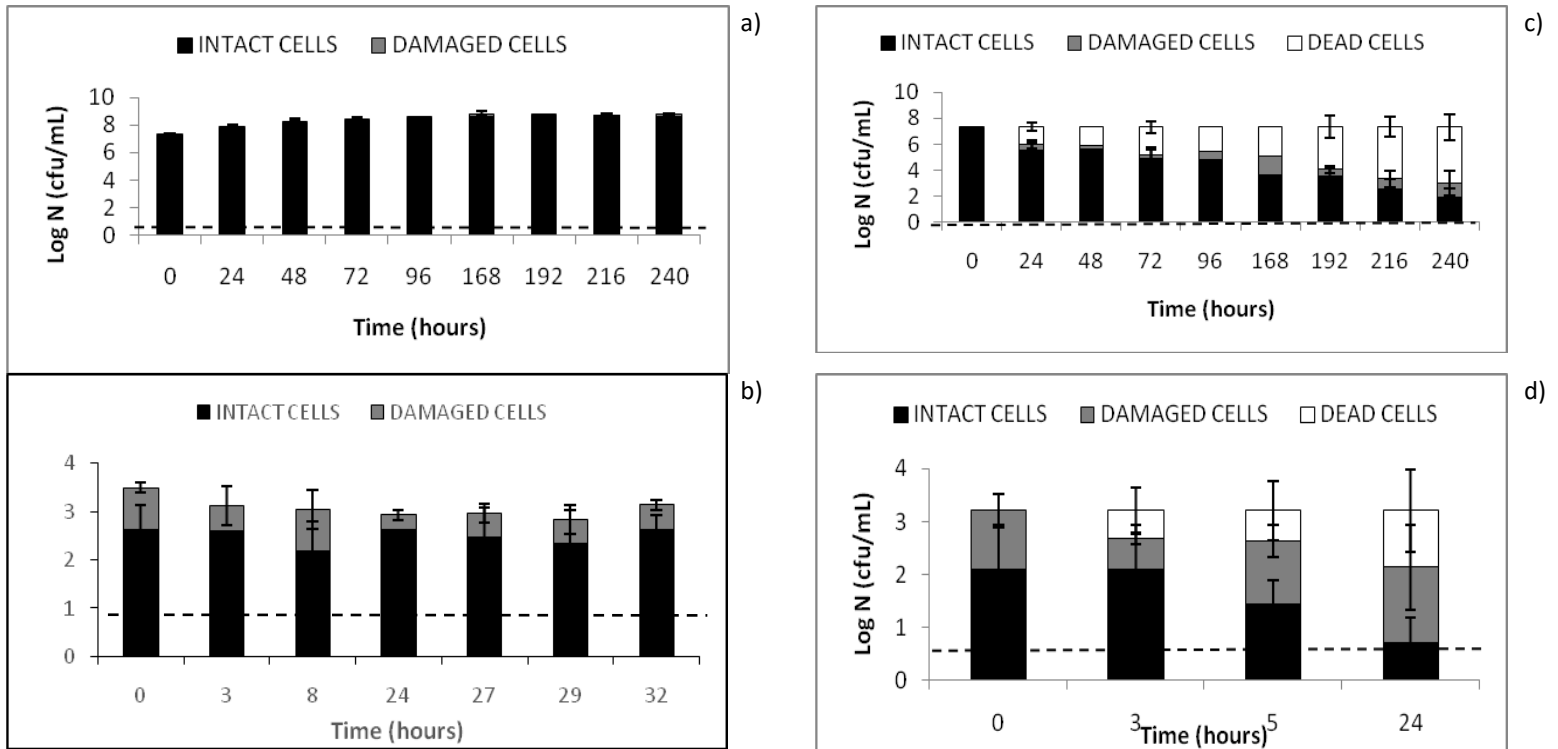 a)
INTACT CELLS DAMAGED CELLS
Log N (cfu/mL)
10
8
6
4
2
0
0 24 48 72 96 168 192 216 240
Time (hours)
c)
INTACT CELLS DAMAGED CELLS DEAD CELLS
Log N (cfu/mL)
10
8
6
4
2
0
0 24 48 72 96 168 192 216 240
Time (hours)
b)
INTACT CELLS DAMAGED CELLS
4
3
2
1
0
0 3 8 24 27 29 32
Time (hours)
d)
INTACT CELLS DAMAGED CELLS DEAD CELLS
Log N (cfu/mL)
4
3
2
1
0
0 3 5 24
Time (hours)